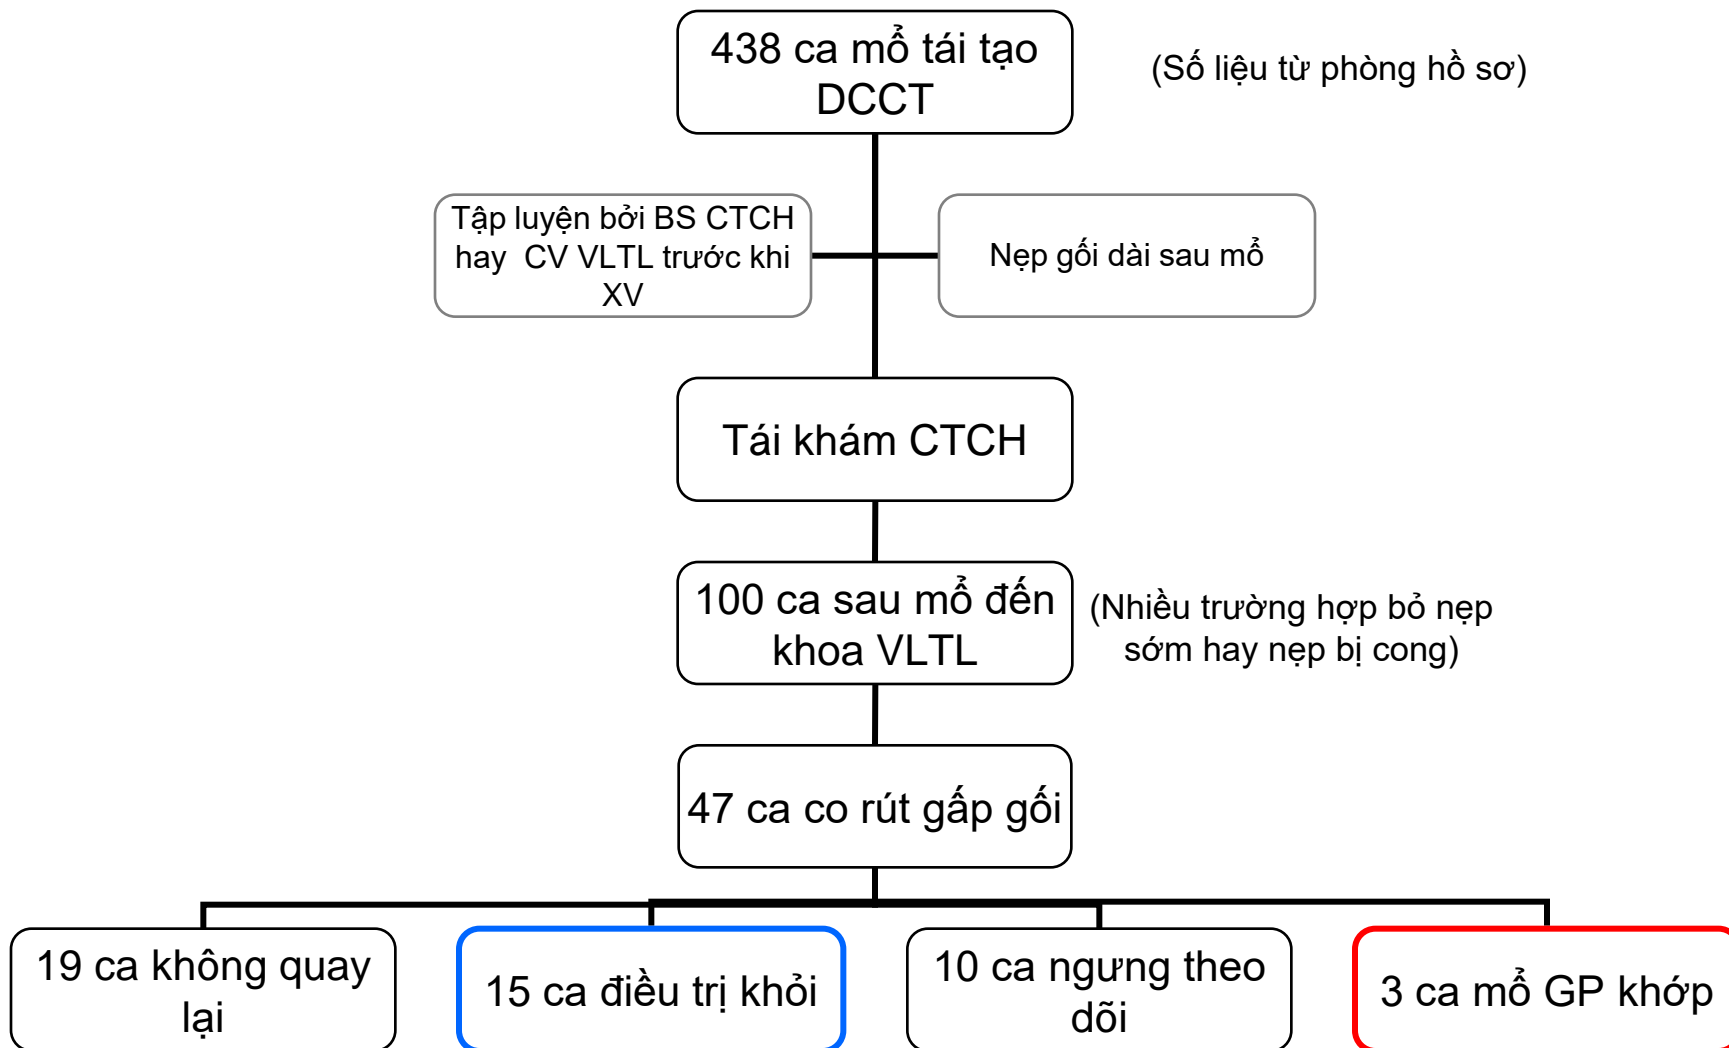 438 ca mổ tái tạo
DCCT
(Số liệu từ phòng hồ sơ)
Tập luyện bởi BS CTCH
hay CV VLTL trước khi
XV
Nẹp gối dài sau mổ
Tái khám CTCH
100 ca sau mổ đến
khoa VLTL
(Nhiều trường hợp bỏ nẹp
sớm hay nẹp bị cong)
47 ca co rút gấp gối
19 ca không quay
lại
15 ca điều trị khỏi
10 ca ngưng theo
dõi
3 ca mổ GP khớp